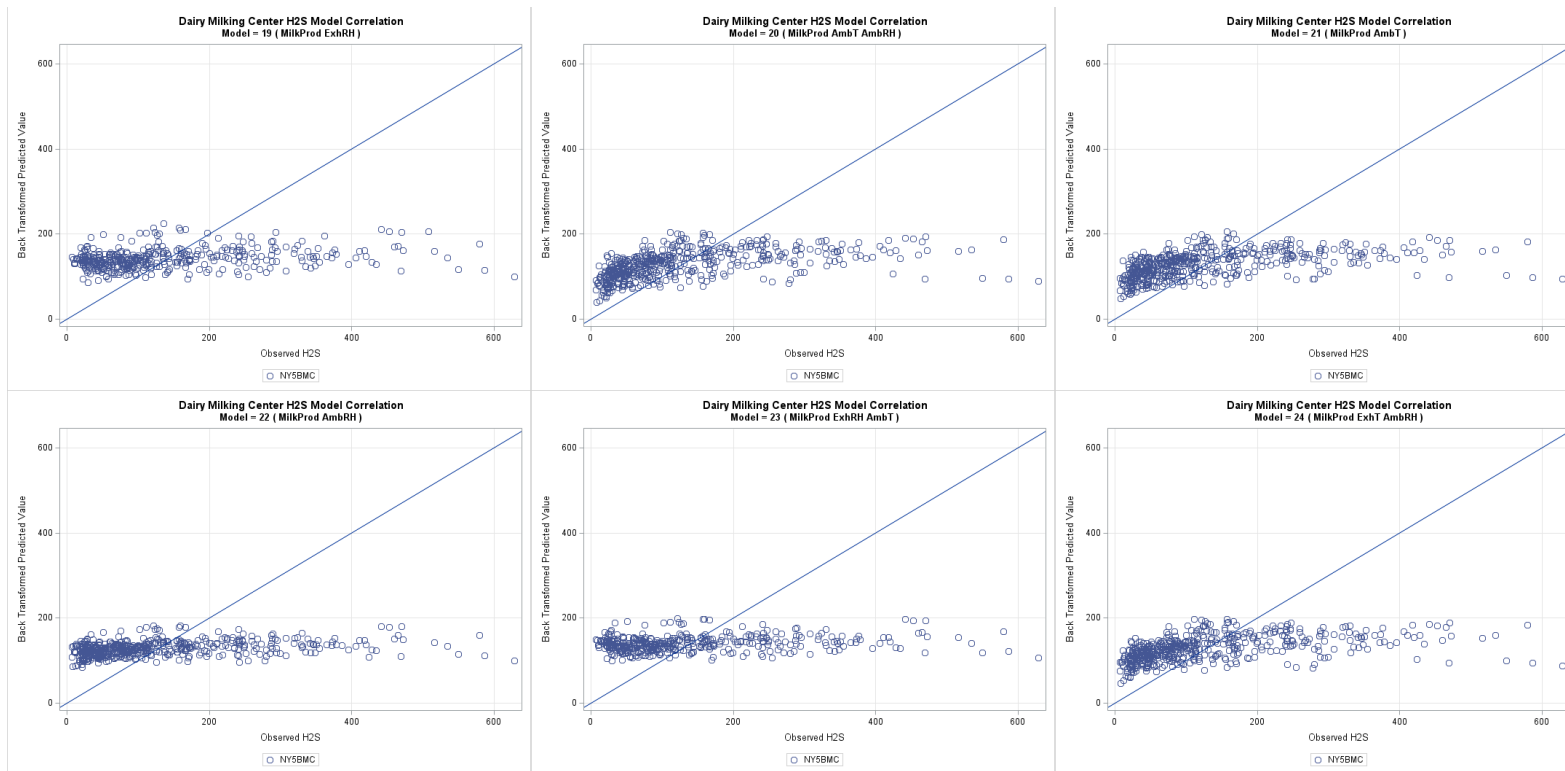 Dairy Milking Center H2S Model Correlation
Model = 19 ( MilkProd ExhRH )
600
400
200
0
Back Transformed Predicted Value
0 200 400 600
Observed H2S
NY5BMC
Dairy Milking Center H2S Model Correlation
Model = 20 ( MilkProd AmbT AmbRH )
600
400
200
0
Back Transformed Predicted Value
0 200 400 600
Observed H2S
NY5BMC
Dairy Milking Center H2S Model Correlation
Model = 21 ( MilkProd AmbT )
600
400
200
0
Back Transformed Predicted Value
0 200 400 600
Observed H2S
NY5BMC
Dairy Milking Center H2S Model Correlation
Model = 22 ( MilkProd AmbRH )
600
400
200
0
Back Transformed Predicted Value
0 200 400 600
Observed H2S
NY5BMC
Dairy Milking Center H2S Model Correlation
Model = 23 ( MilkProd ExhRH AmbT )
600
400
200
0
Back Transformed Predicted Value
0 200 400 600
Observed H2S
NY5BMC
Dairy Milking Center H2S Model Correlation
Model = 24 ( MilkProd ExhT AmbRH )
600
400
200
0
Back Transformed Predicted Value
0 200 400 600
Observed H2S
NY5BMC